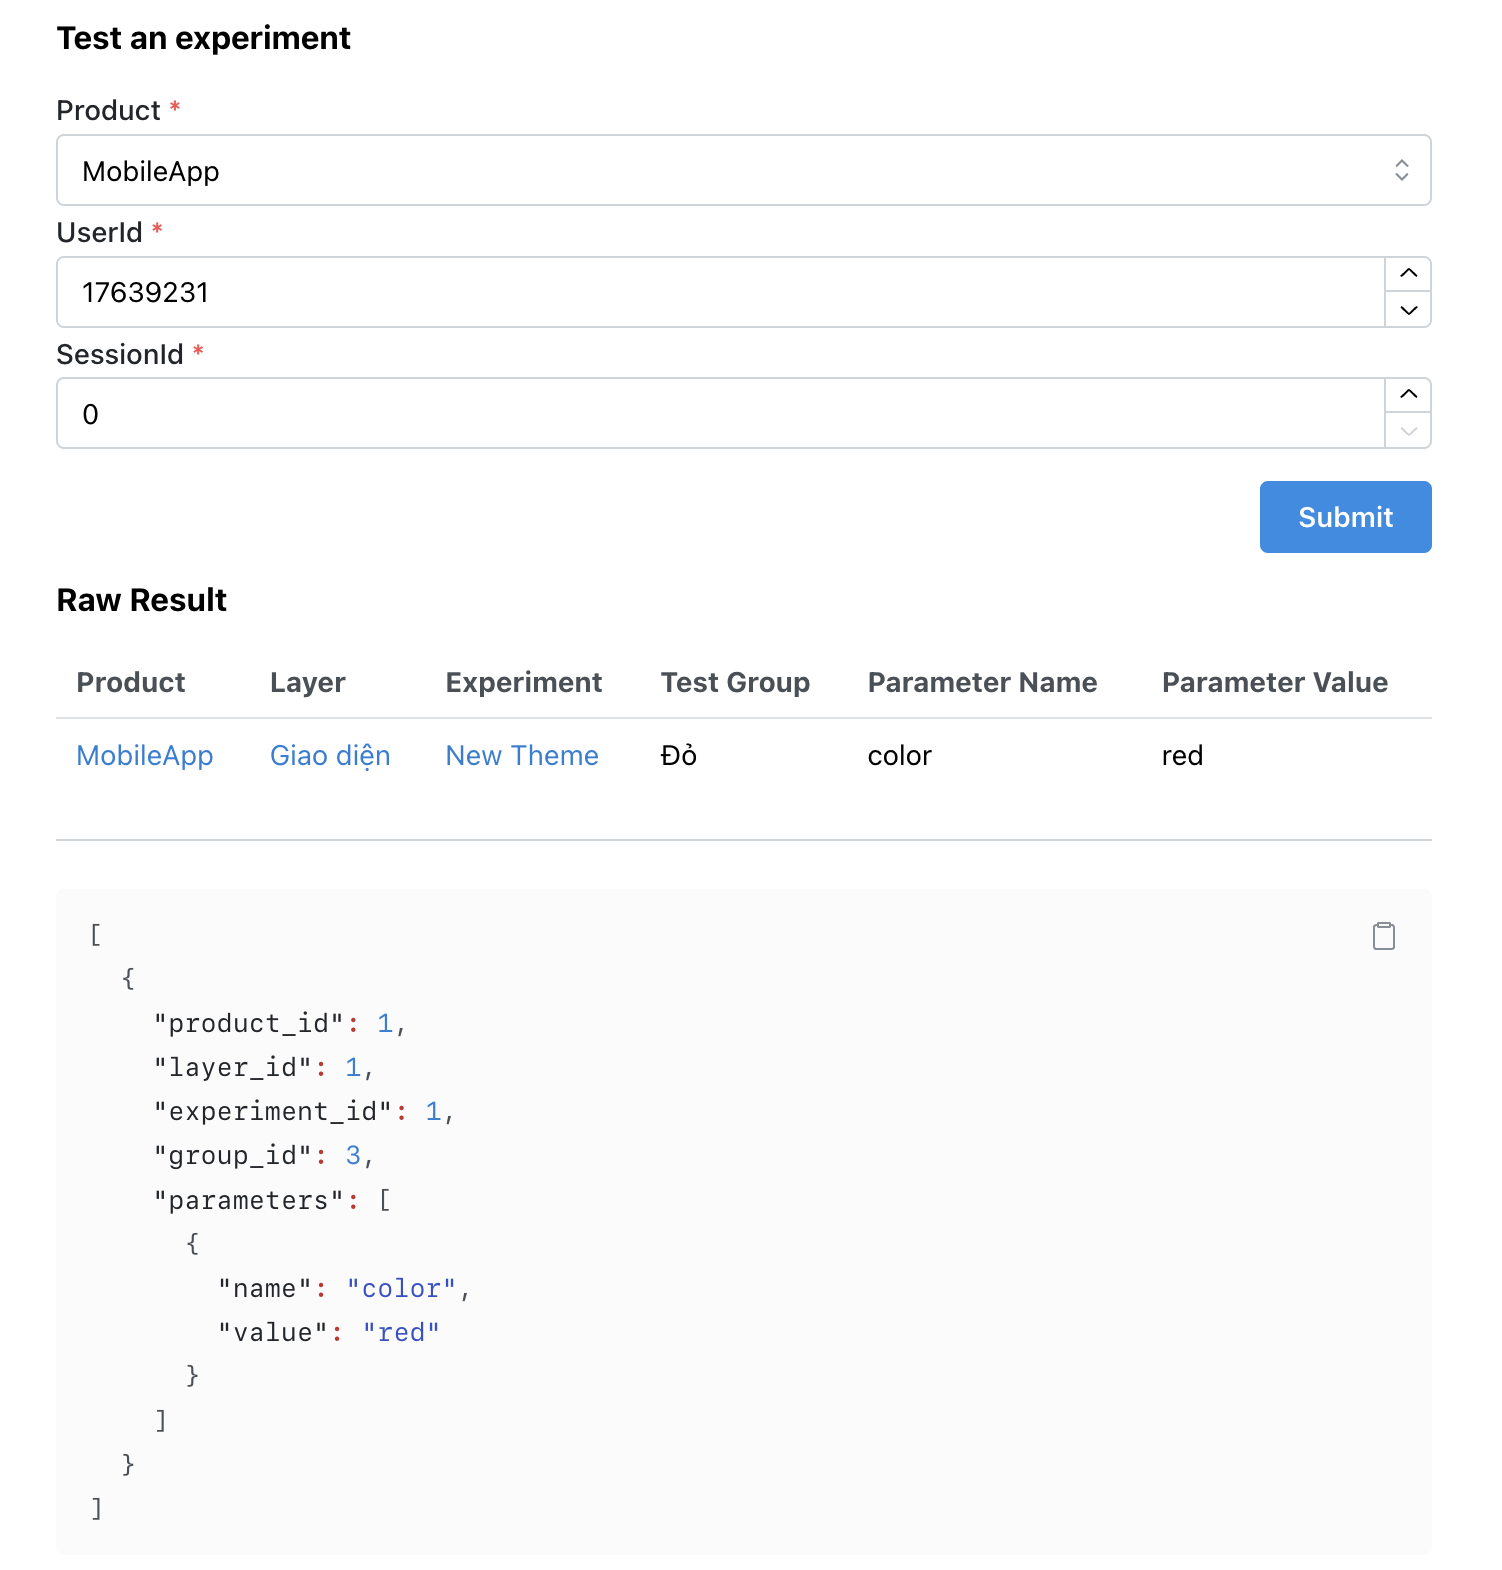 Test an experiment
Product *
MobileApp
UserId *
17639231
SessionId *
0
Submit
Raw Result
Product Layer Experiment Test Group Parameter Name Parameter Value
MobileApp Giao diện New Theme Đỏ color red
[
  {
    "product_id": 1,
    "layer_id": 1,
    "experiment_id": 1,
    "group_id": 3,
    "parameters": [
      {
        "name": "color",
        "value": "red"
      }
    ]
  }
]